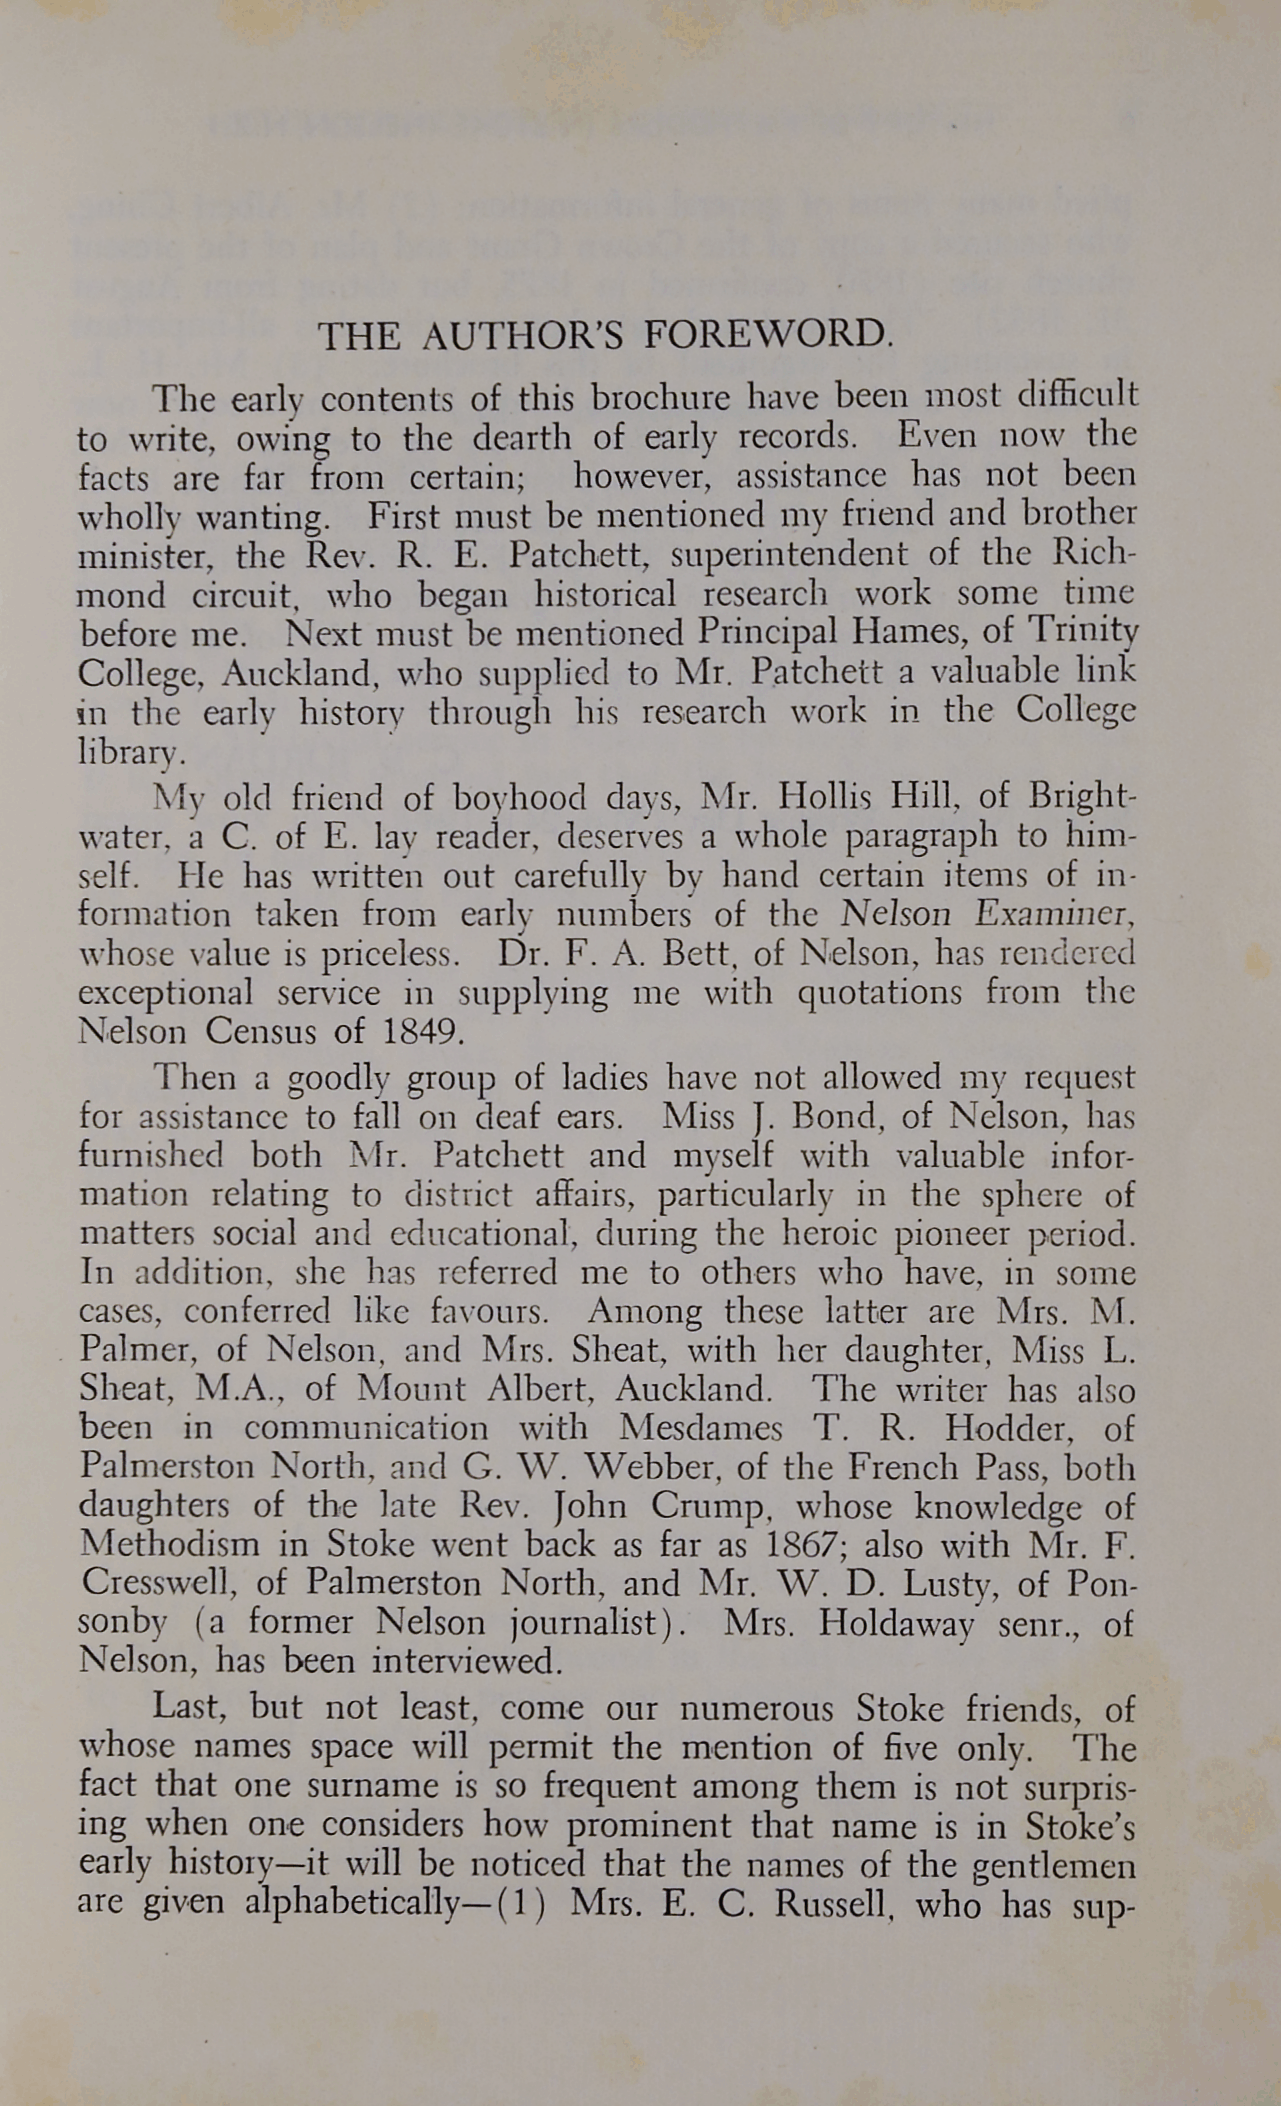 THE AUTHOR'S FOREWORD.
The early contents of this brochure have been most difficult
to write, owing to the dearth of early records. Even now the
facts are far from certain; however, assistance has not been
wholly wanting. First must be mentioned my friend and brother
minister, the Rev. R. E. Patchett, superintendent of the Rich-
mond circuit, who began historical research work some time
before me. Next must be mentioned Principal Hames, of Trinity
College, Auckland, who supplied to Mr. Patchett a valuable link
in the early history through his research work in the College
library.
My old friend of boyhood days, Mr. Hollis Hill, of Bright-
water, a C. of E. lay reader, deserves a whole paragraph to him-
self. He has written out carefully by hand certain items of in-
formation taken from early numbers of the Nelson Examiner,
whose value is priceless. Dr. F. A. Bett, of Nelson, has rendered
exceptional service in supplying me with quotations from the
Nelson Census of 1849.
Then a goodly group of ladies have not allowed my request
for assistance to fall on deaf ears. Miss J. Bond, of Nelson, has
furnished both Mr. Patchett and myself with valuable infor-
mation relating to district affairs, particularly in the sphere of
matters social and educational, during the heroic pioneer period.
In addition, she has referred me to others who have, in some
cases, conferred like favours. Among these latter are Mrs. M.
Palmer, of Nelson, and Mrs. Sheat, with her daughter, Miss L.
Sheat, M.A., of Mount Albert, Auckland. The writer has also
been in communication with Mesdames T. R. Hodder, of
Palmerston North, and G. W. Webber, of the French Pass, both
daughters of the late Rev. John Crump, whose knowledge of
Methodism in Stoke went back as far as 1867; also with Mr. F.
Cresswell, of Palmerston North, and Mr. W. D. Lusty, of Pon-
sonby (a former Nelson journalist). Mrs. Holdaway senr., of
Nelson, has been interviewed.
Last, but not least, come our numerous Stoke friends, of
whose names space will permit the mention of five only. The
fact that one surname is so frequent among them is not surpris-
ing when one considers how prominent that name is in Stoke's
early history—it will be noticed that the names of the gentlemen
are given alphabetically—(1) Mrs. E. C. Russell, who has sup-